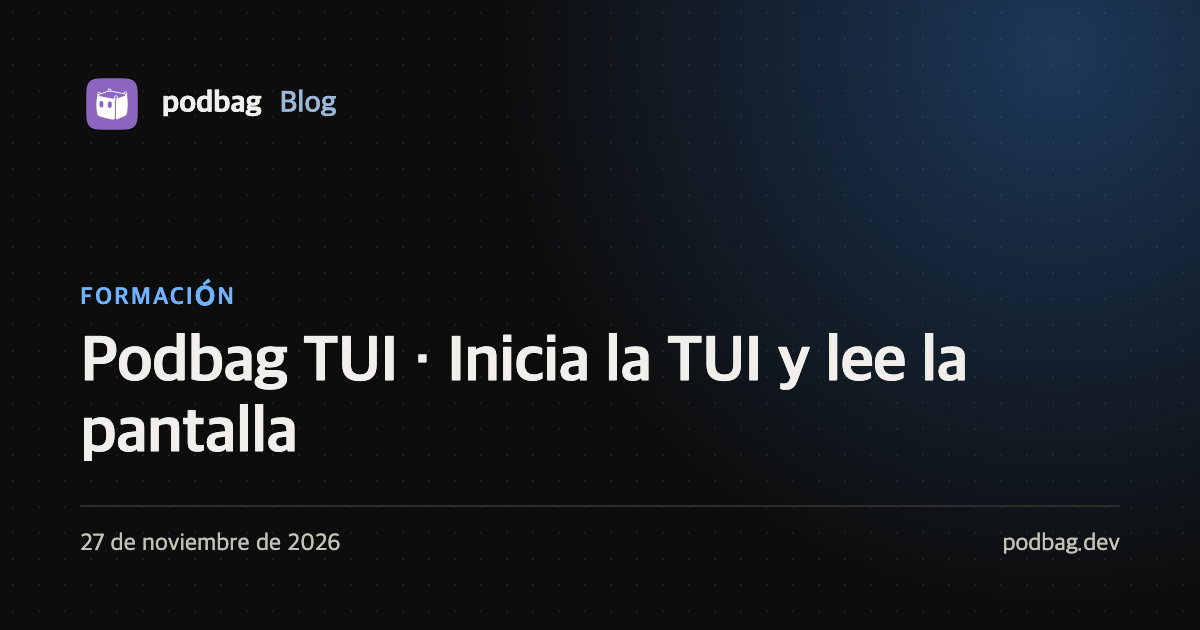 podbag Blog
FORMACIÓN
Podbag TUI · Inicia la TUI y lee la
pantalla
27 de noviembre de 2026
podbag.dev